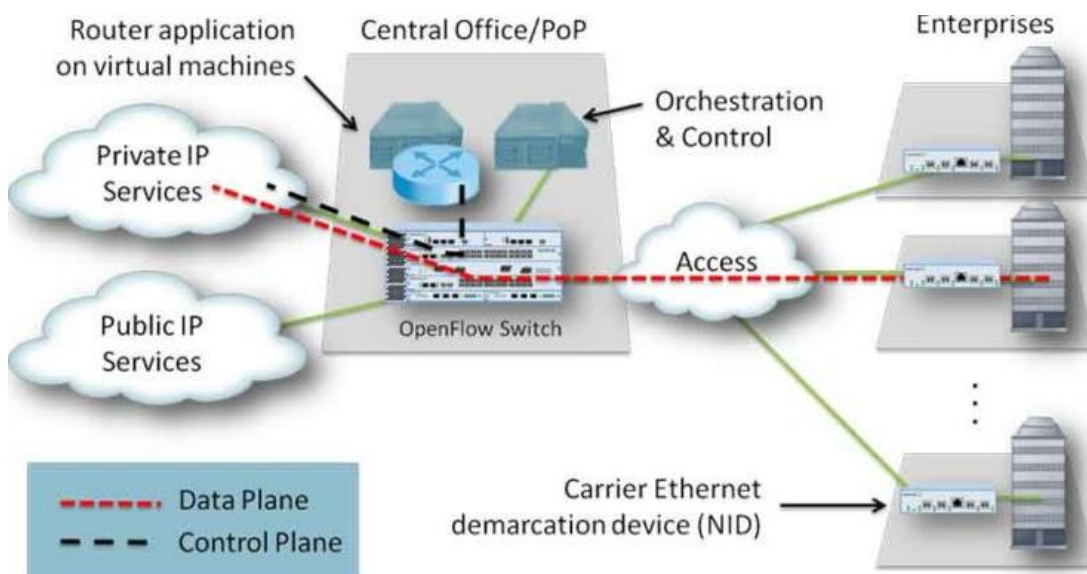 Router application
on virtual machines
Central Office/PoP
Enterprises
Orchestration
& Control
Private IP
Services
Access
Public IP
Services
OpenFlow Switch
Data Plane
Control Plane
Carrier Ethernet
demarcation device (NID)